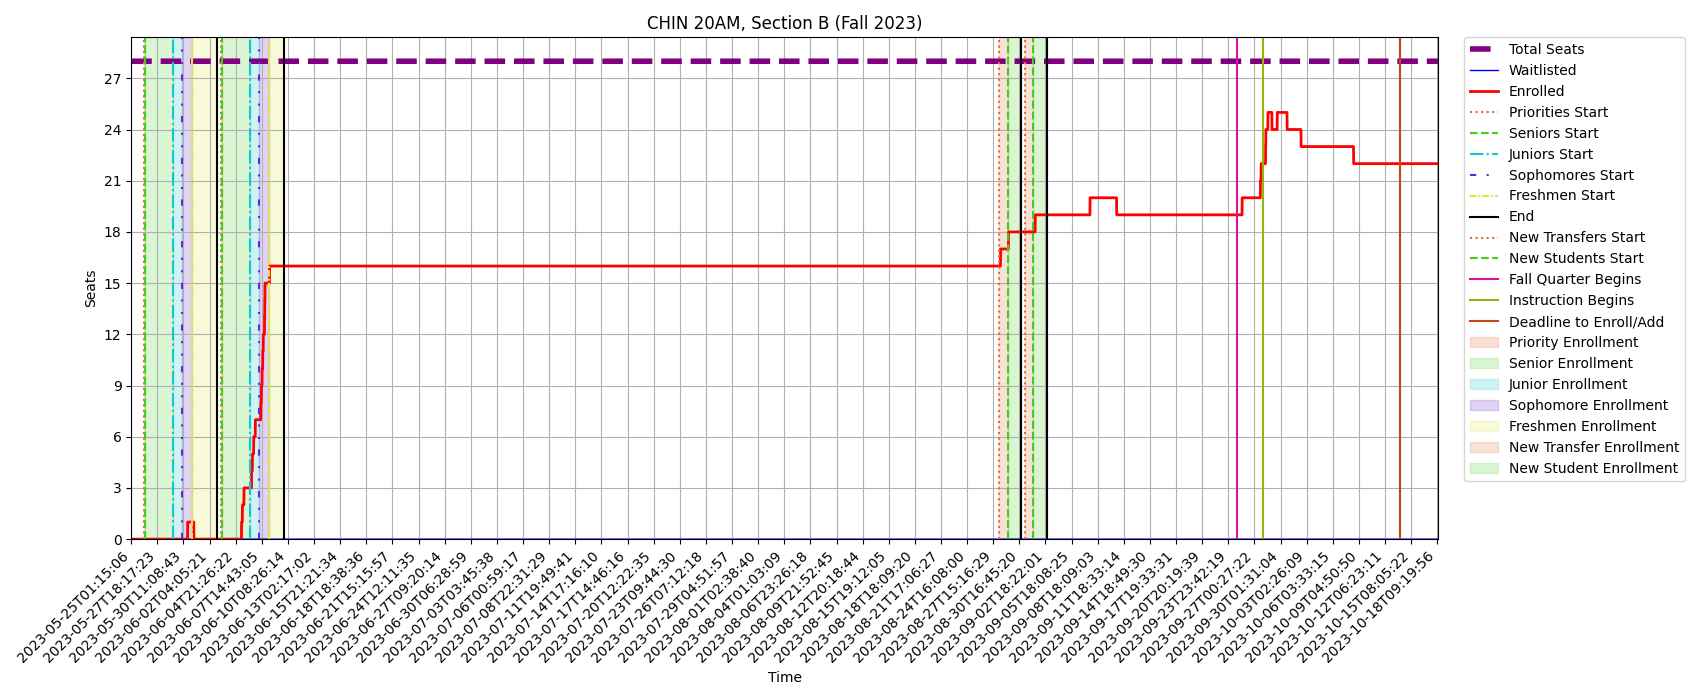 CHIN 20AM, Section B (Fall 2023)
Seats
27
24
21
18
15
12
9
6
3
0
2023-05-25T01:15:06
2023-05-27T18:17:23
2023-05-30T11:08:43
2023-06-02T04:05:21
2023-06-04T21:26:22
2023-06-07T14:43:05
2023-06-10T08:26:14
2023-06-13T02:17:02
2023-06-15T21:21:34
2023-06-18T18:38:36
2023-06-21T15:15:57
2023-06-24T12:11:35
2023-06-27T09:20:14
2023-06-30T06:28:59
2023-07-03T03:45:38
2023-07-06T00:59:17
2023-07-08T22:31:29
2023-07-11T19:49:41
2023-07-14T17:16:10
2023-07-17T14:46:16
2023-07-20T12:22:35
2023-07-23T09:44:30
2023-07-26T07:12:18
2023-07-29T04:51:57
2023-08-01T02:38:40
2023-08-04T01:03:09
2023-08-06T23:26:18
2023-08-09T21:52:45
2023-08-12T20:18:44
2023-08-15T19:12:05
2023-08-18T18:09:20
2023-08-21T17:06:27
2023-08-24T16:08:00
2023-08-27T15:16:29
2023-08-30T16:45:20
2023-09-02T18:22:01
2023-09-05T18:08:25
2023-09-08T18:09:03
2023-09-11T18:33:14
2023-09-14T18:49:30
2023-09-17T19:33:31
2023-09-20T20:19:39
2023-09-23T23:42:19
2023-09-27T00:27:22
2023-09-30T01:31:04
2023-10-03T02:26:09
2023-10-06T03:33:15
2023-10-09T04:50:50
2023-10-12T06:23:11
2023-10-15T08:05:22
2023-10-18T09:19:56
Time
Total Seats
Waitlisted
Enrolled
Priorities Start
Seniors Start
Juniors Start
Sophomores Start
Freshmen Start
End
New Transfers Start
New Students Start
Fall Quarter Begins
Instruction Begins
Deadline to Enroll/Add
Priority Enrollment
Senior Enrollment
Junior Enrollment
Sophomore Enrollment
Freshmen Enrollment
New Transfer Enrollment
New Student Enrollment